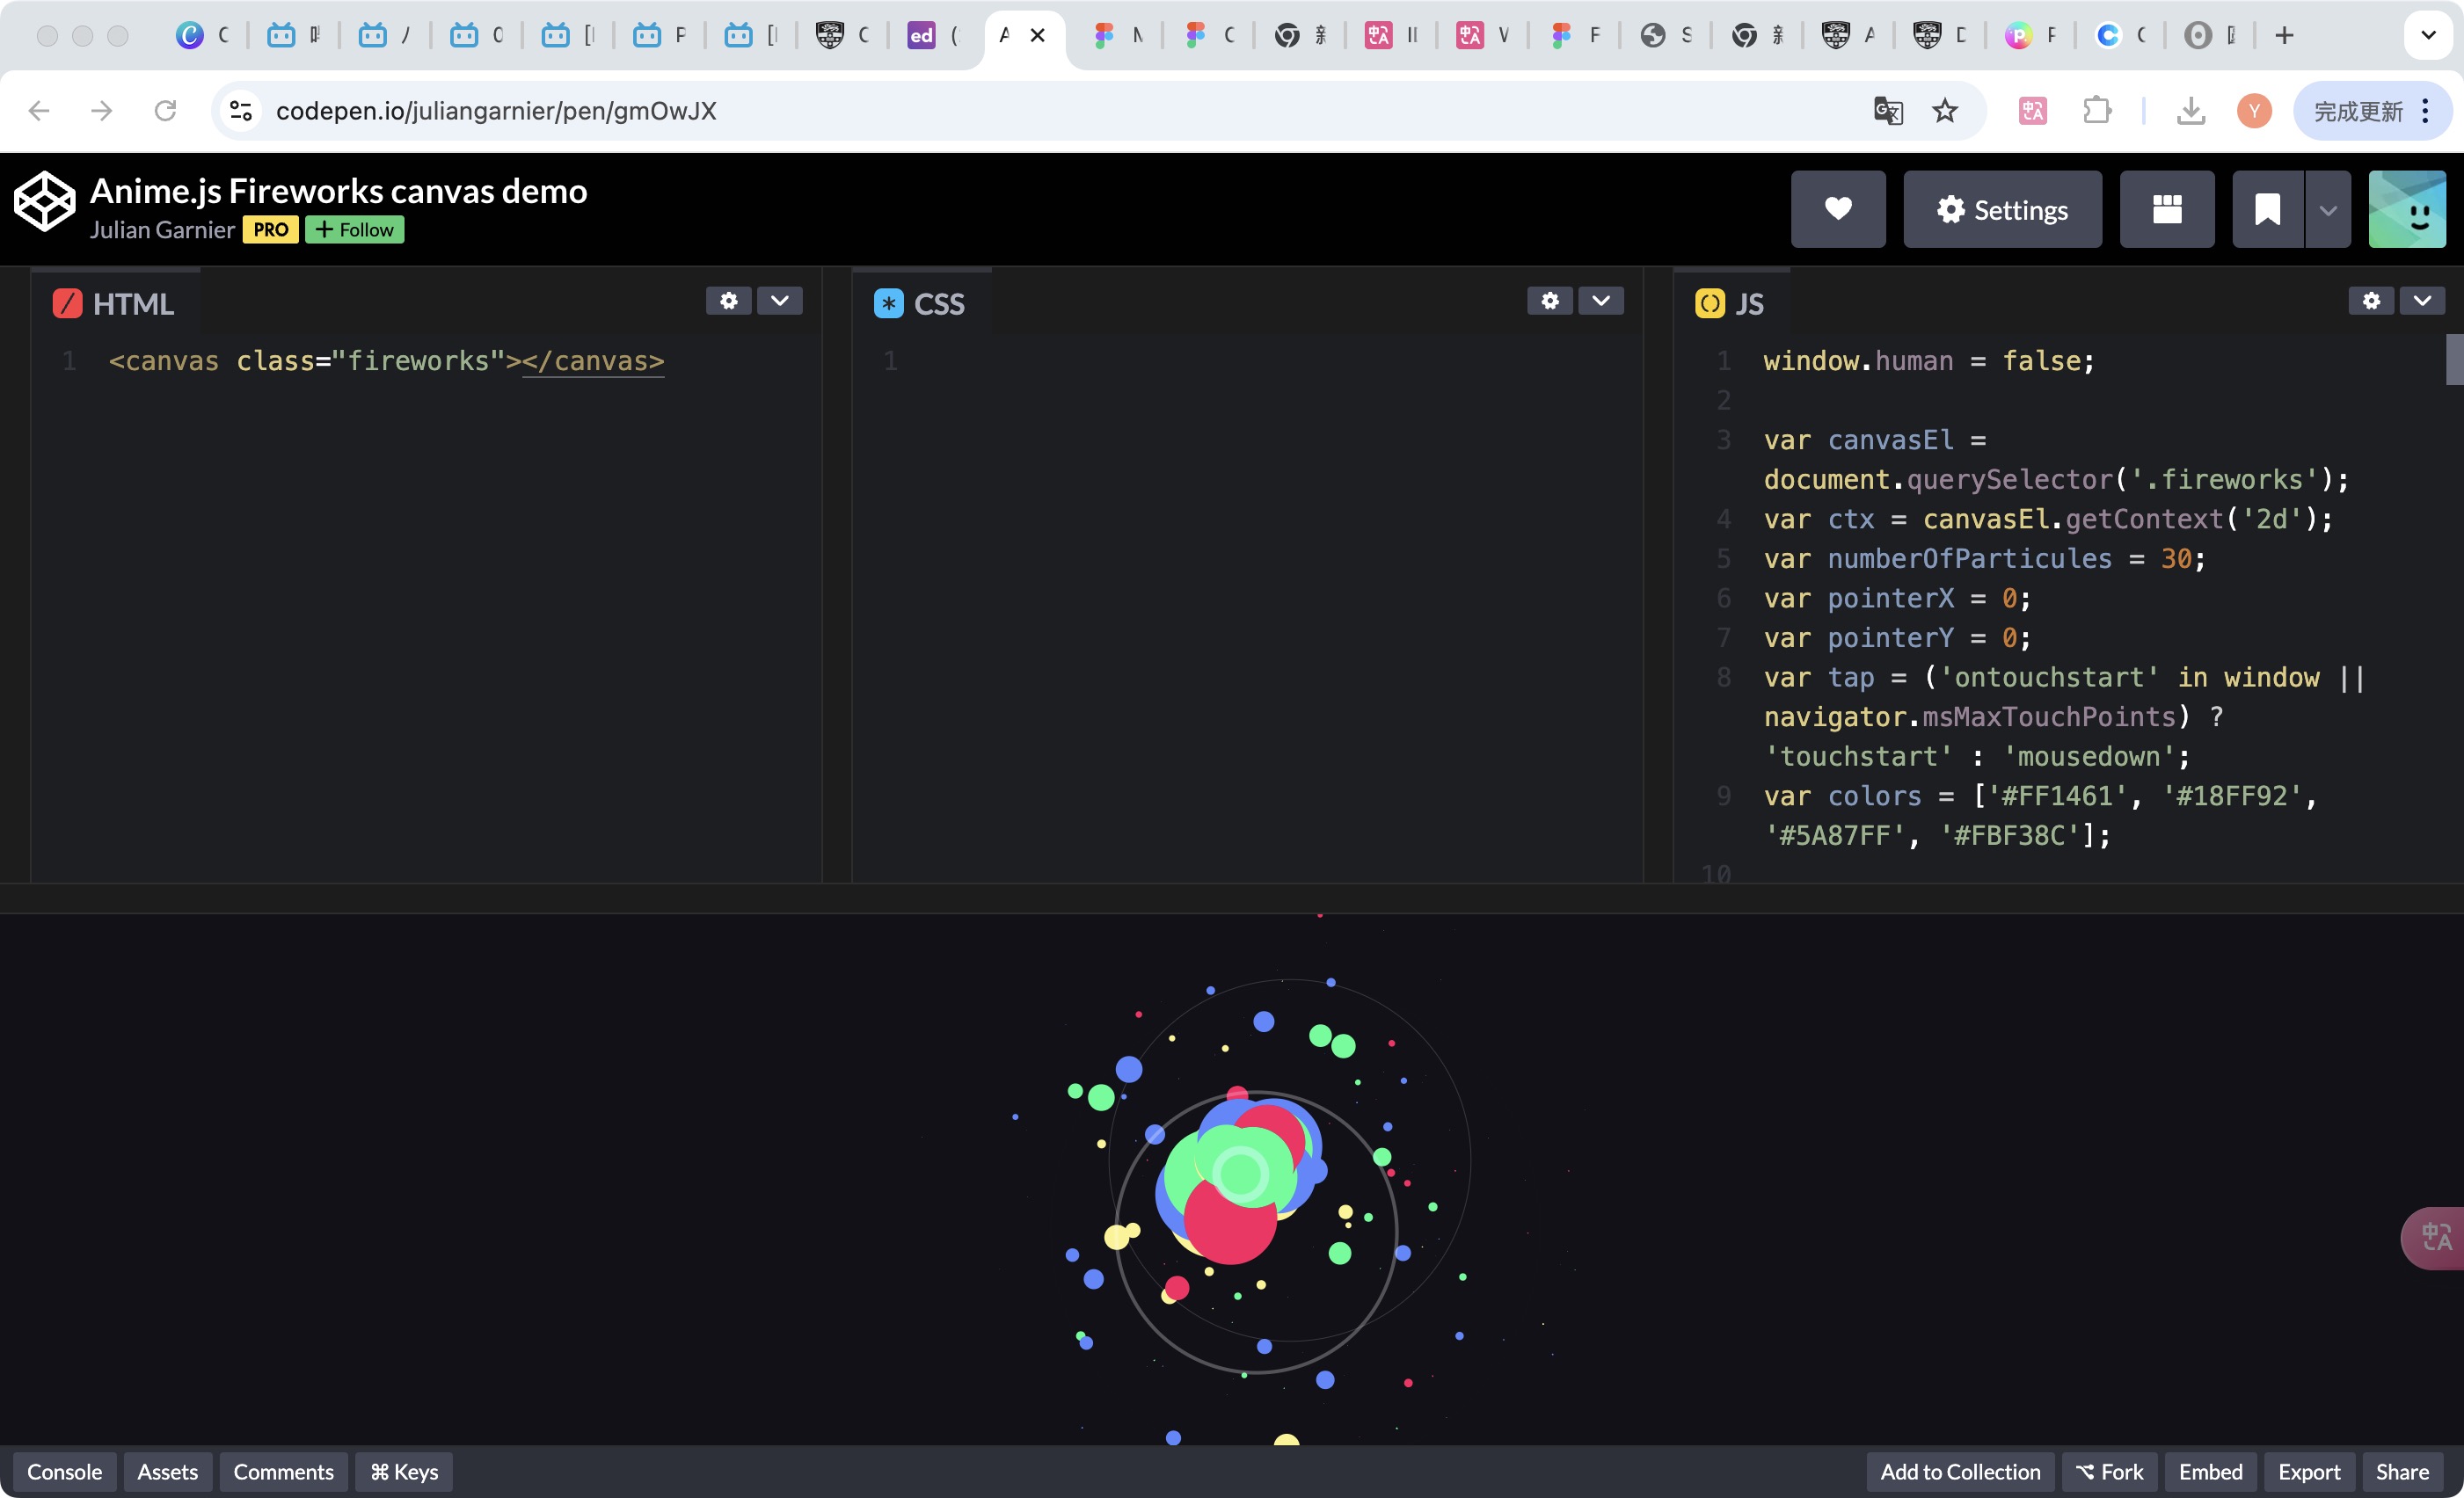 codepen.io/juliangarnier/pen/gmOwJX
完成更新
Y
ed
Anime.js Fireworks canvas demo
Julian Garnier PRO + Follow
Settings
HTML
CSS
JS
1 <canvas class="fireworks"></canvas>
1
1 window.human = false;
2
3 var canvasEl =
document.querySelector('.fireworks');
4 var ctx = canvasEl.getContext('2d');
5 var numberOfParticules = 30;
6 var pointerX = 0;
7 var pointerY = 0;
8 var tap = ('ontouchstart' in window ||
navigator.msMaxTouchPoints) ?
'touchstart' : 'mousedown';
9 var colors = ['#FF1461', '#18FF92',
'#5A87FF', '#FBF38C'];
10
Console Assets Comments ⌘ Keys
Add to Collection Fork Embed Export Share